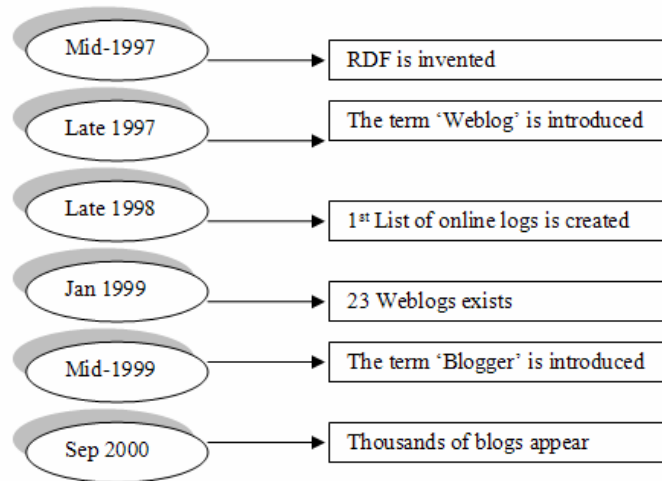 Mid-1997
RDF is invented
Late 1997
The term ‘Weblog’ is introduced
Late 1998
1st List of online logs is created
Jan 1999
23 Weblogs exists
Mid-1999
The term ‘Blogger’ is introduced
Sep 2000
Thousands of blogs appear